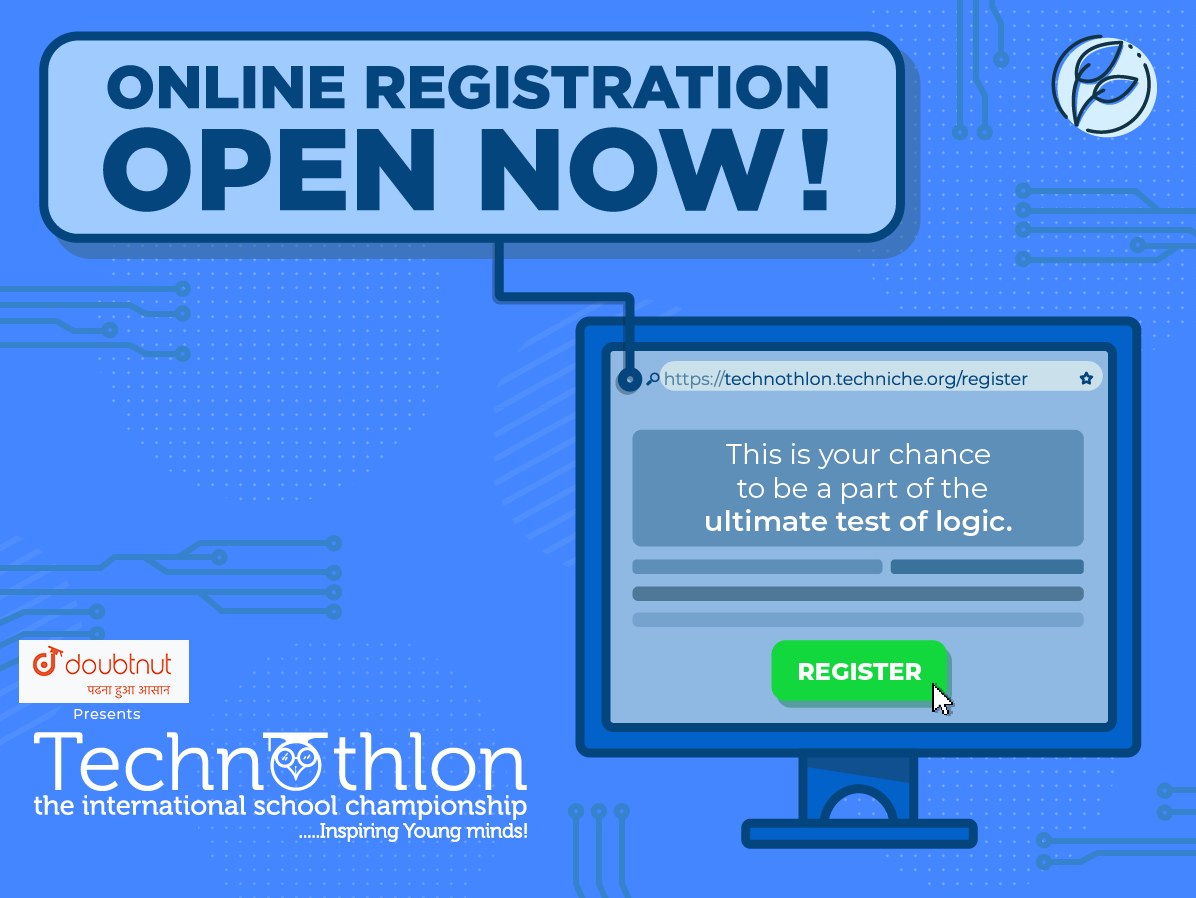 ONLINE REGISTRATION
OPEN NOW!
https://technothlon.techniche.org/register
This is your chance
to be a part of the
ultimate test of logic.
REGISTER
doubtnut
पढना हुआ आसान
Presents
Technothlon
the international school championship
.....Inspiring Young minds!